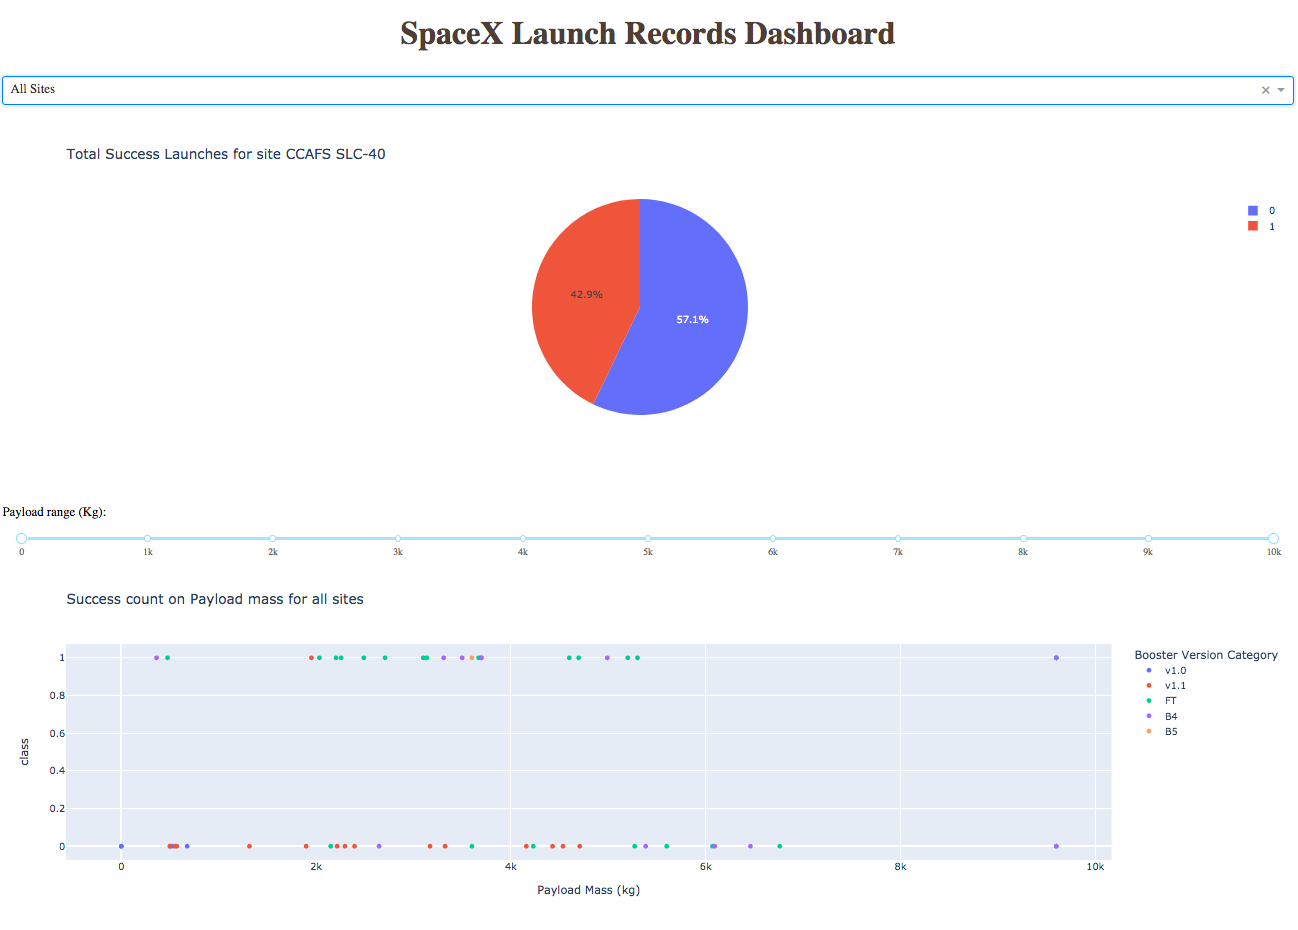 SpaceX Launch Records Dashboard
All Sites
Total Success Launches for site CCAFS SLC-40
0
1
42.9%
57.1%
Payload range (Kg):
0 1k 2k 3k 4k 5k 6k 7k 8k 9k 10k
Success count on Payload mass for all sites
Booster Version Category
v1.0
v1.1
FT
B4
B5
class
1
0.8
0.6
0.4
0.2
0
0 2k 4k 6k 8k 10k
Payload Mass (kg)